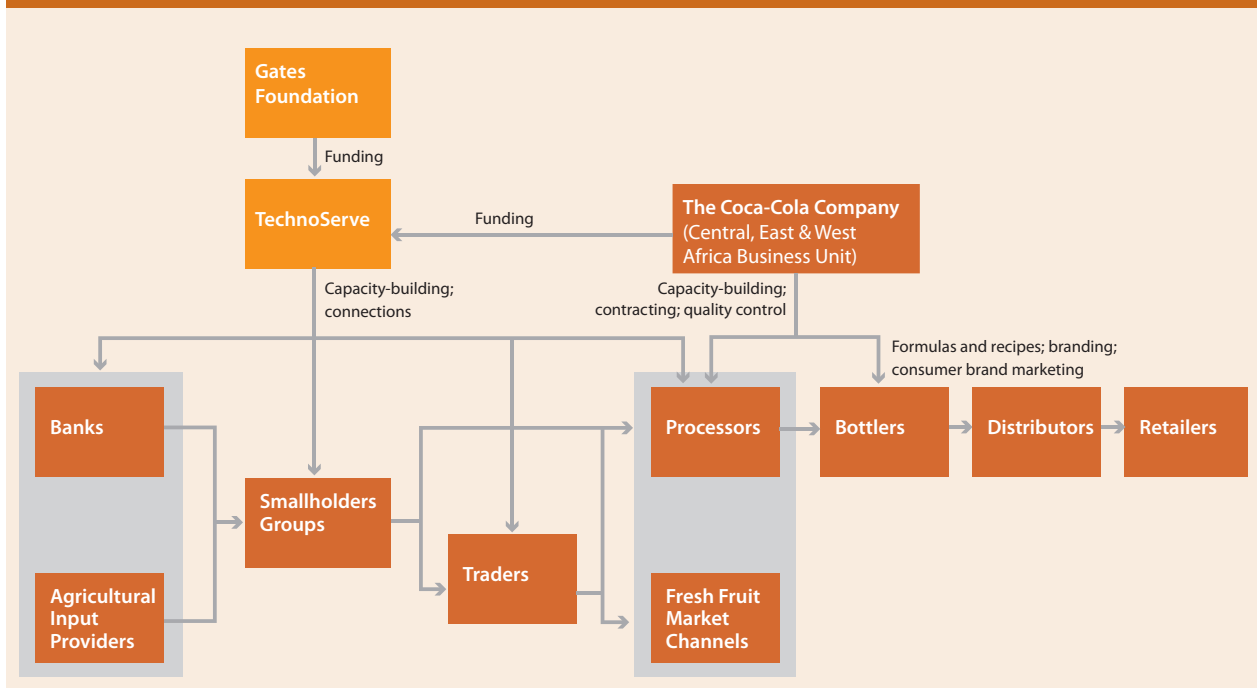 Gates
Foundation
Funding
TechnoServe
Funding
The Coca-Cola Company
(Central, East & West
Africa Business Unit)
Capacity-building;
connections
Capacity-building;
contracting; quality control
Formulas and recipes; branding;
consumer brand marketing
Banks
Processors
Bottlers
Distributors
Retailers
Smallholders
Groups
Traders
Agricultural
Input
Providers
Fresh Fruit
Market
Channels